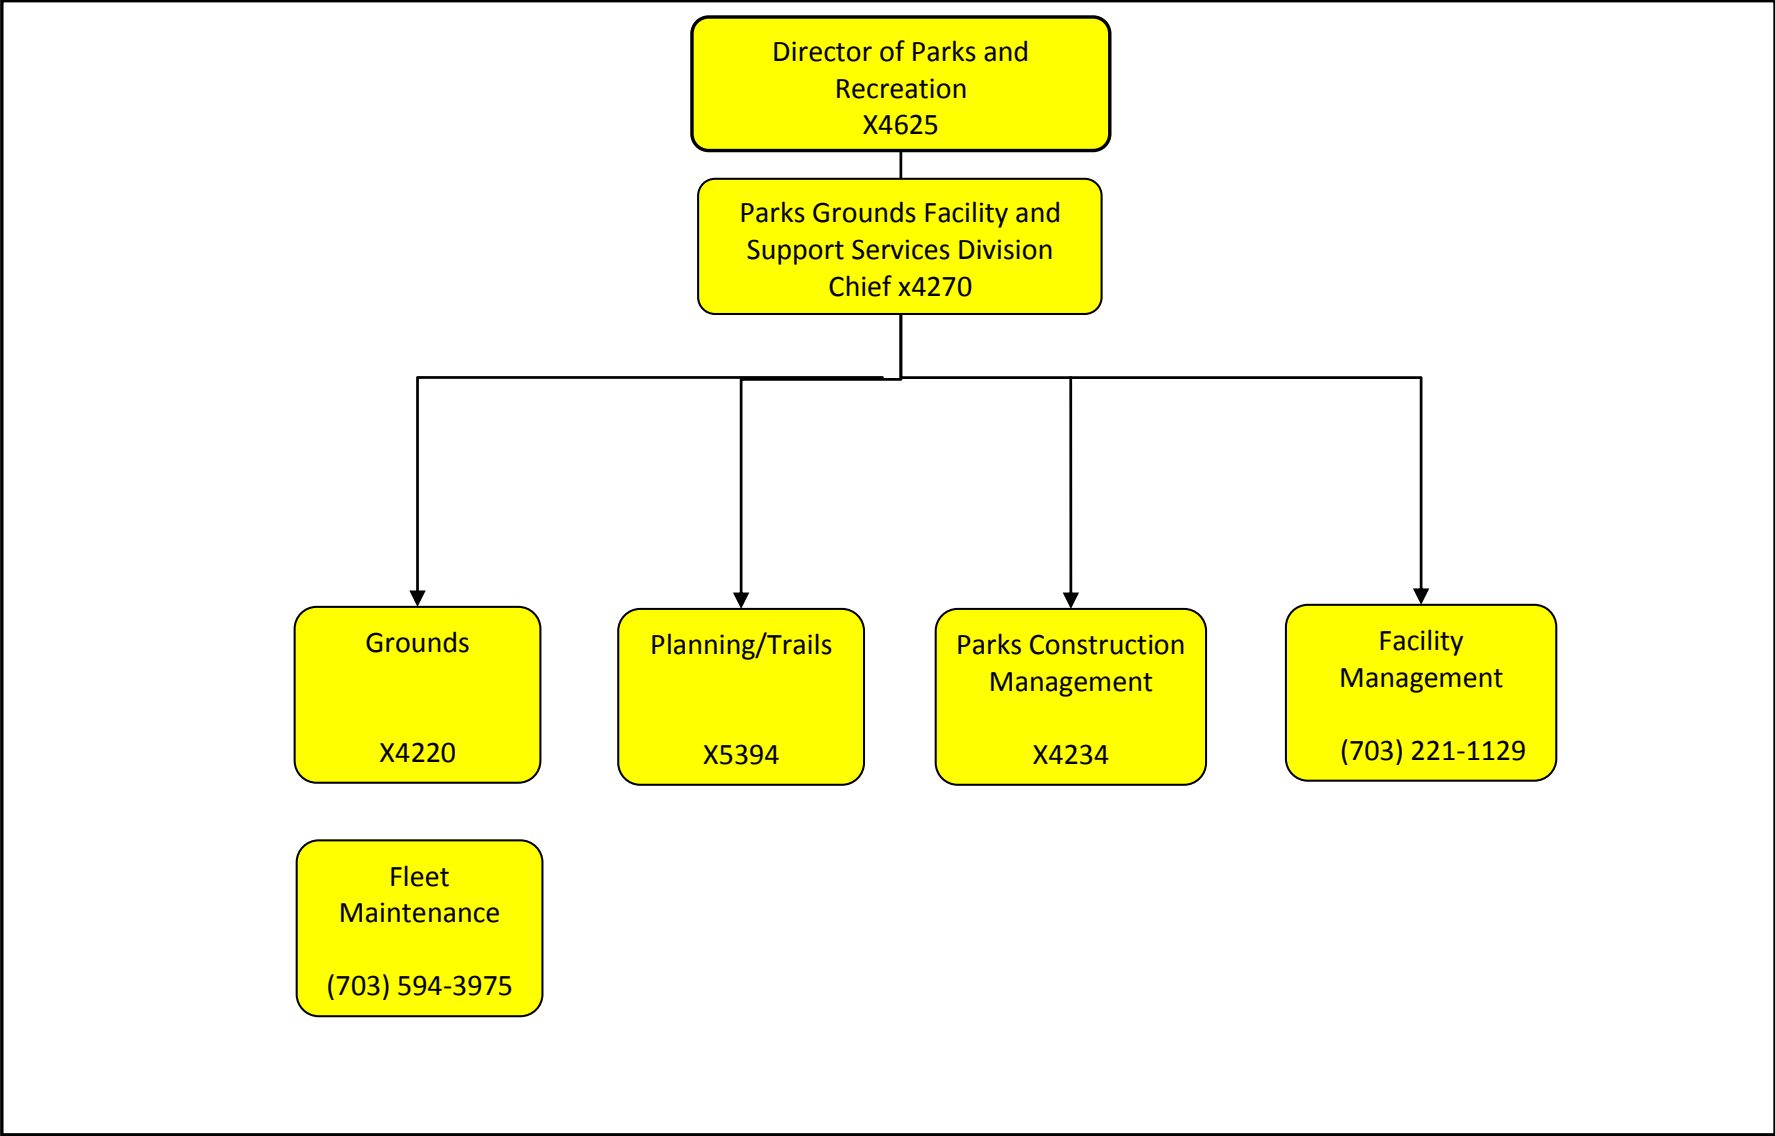 Director of Parks and
Recreation
X4625
Parks Grounds Facility and
Support Services Division
Chief x4270
Grounds
X4220
Planning/Trails
X5394
Parks Construction
Management
X4234
Facility
Management
(703) 221-1129
Fleet
Maintenance
(703) 594-3975